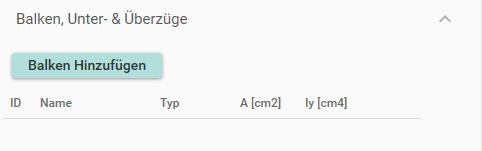 Balken, Unter- & Überzüge
Balken Hinzufügen
ID Name Typ A [cm2] Iy [cm4]